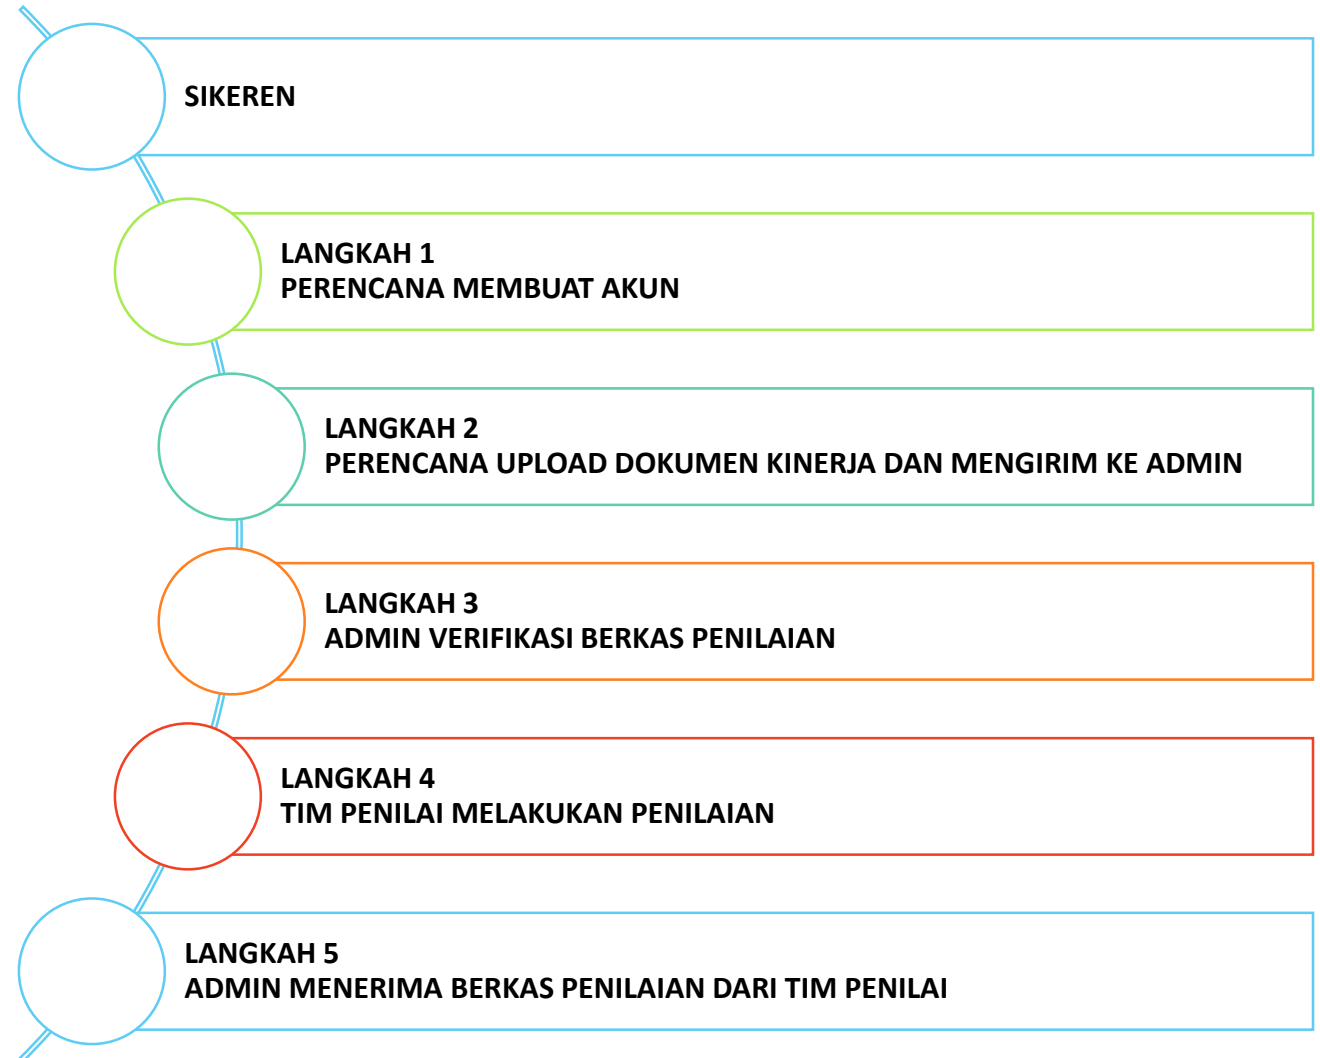 SIKEREN
LANGKAH 1
PERENCANA MEMBUAT AKUN
LANGKAH 2
PERENCANA UPLOAD DOKUMEN KINERJA DAN MENGIRIM KE ADMIN
LANGKAH 3
ADMIN VERIFIKASI BERKAS PENILAIAN
LANGKAH 4
TIM PENILAI MELAKUKAN PENILAIAN
LANGKAH 5
ADMIN MENERIMA BERKAS PENILAIAN DARI TIM PENILAI